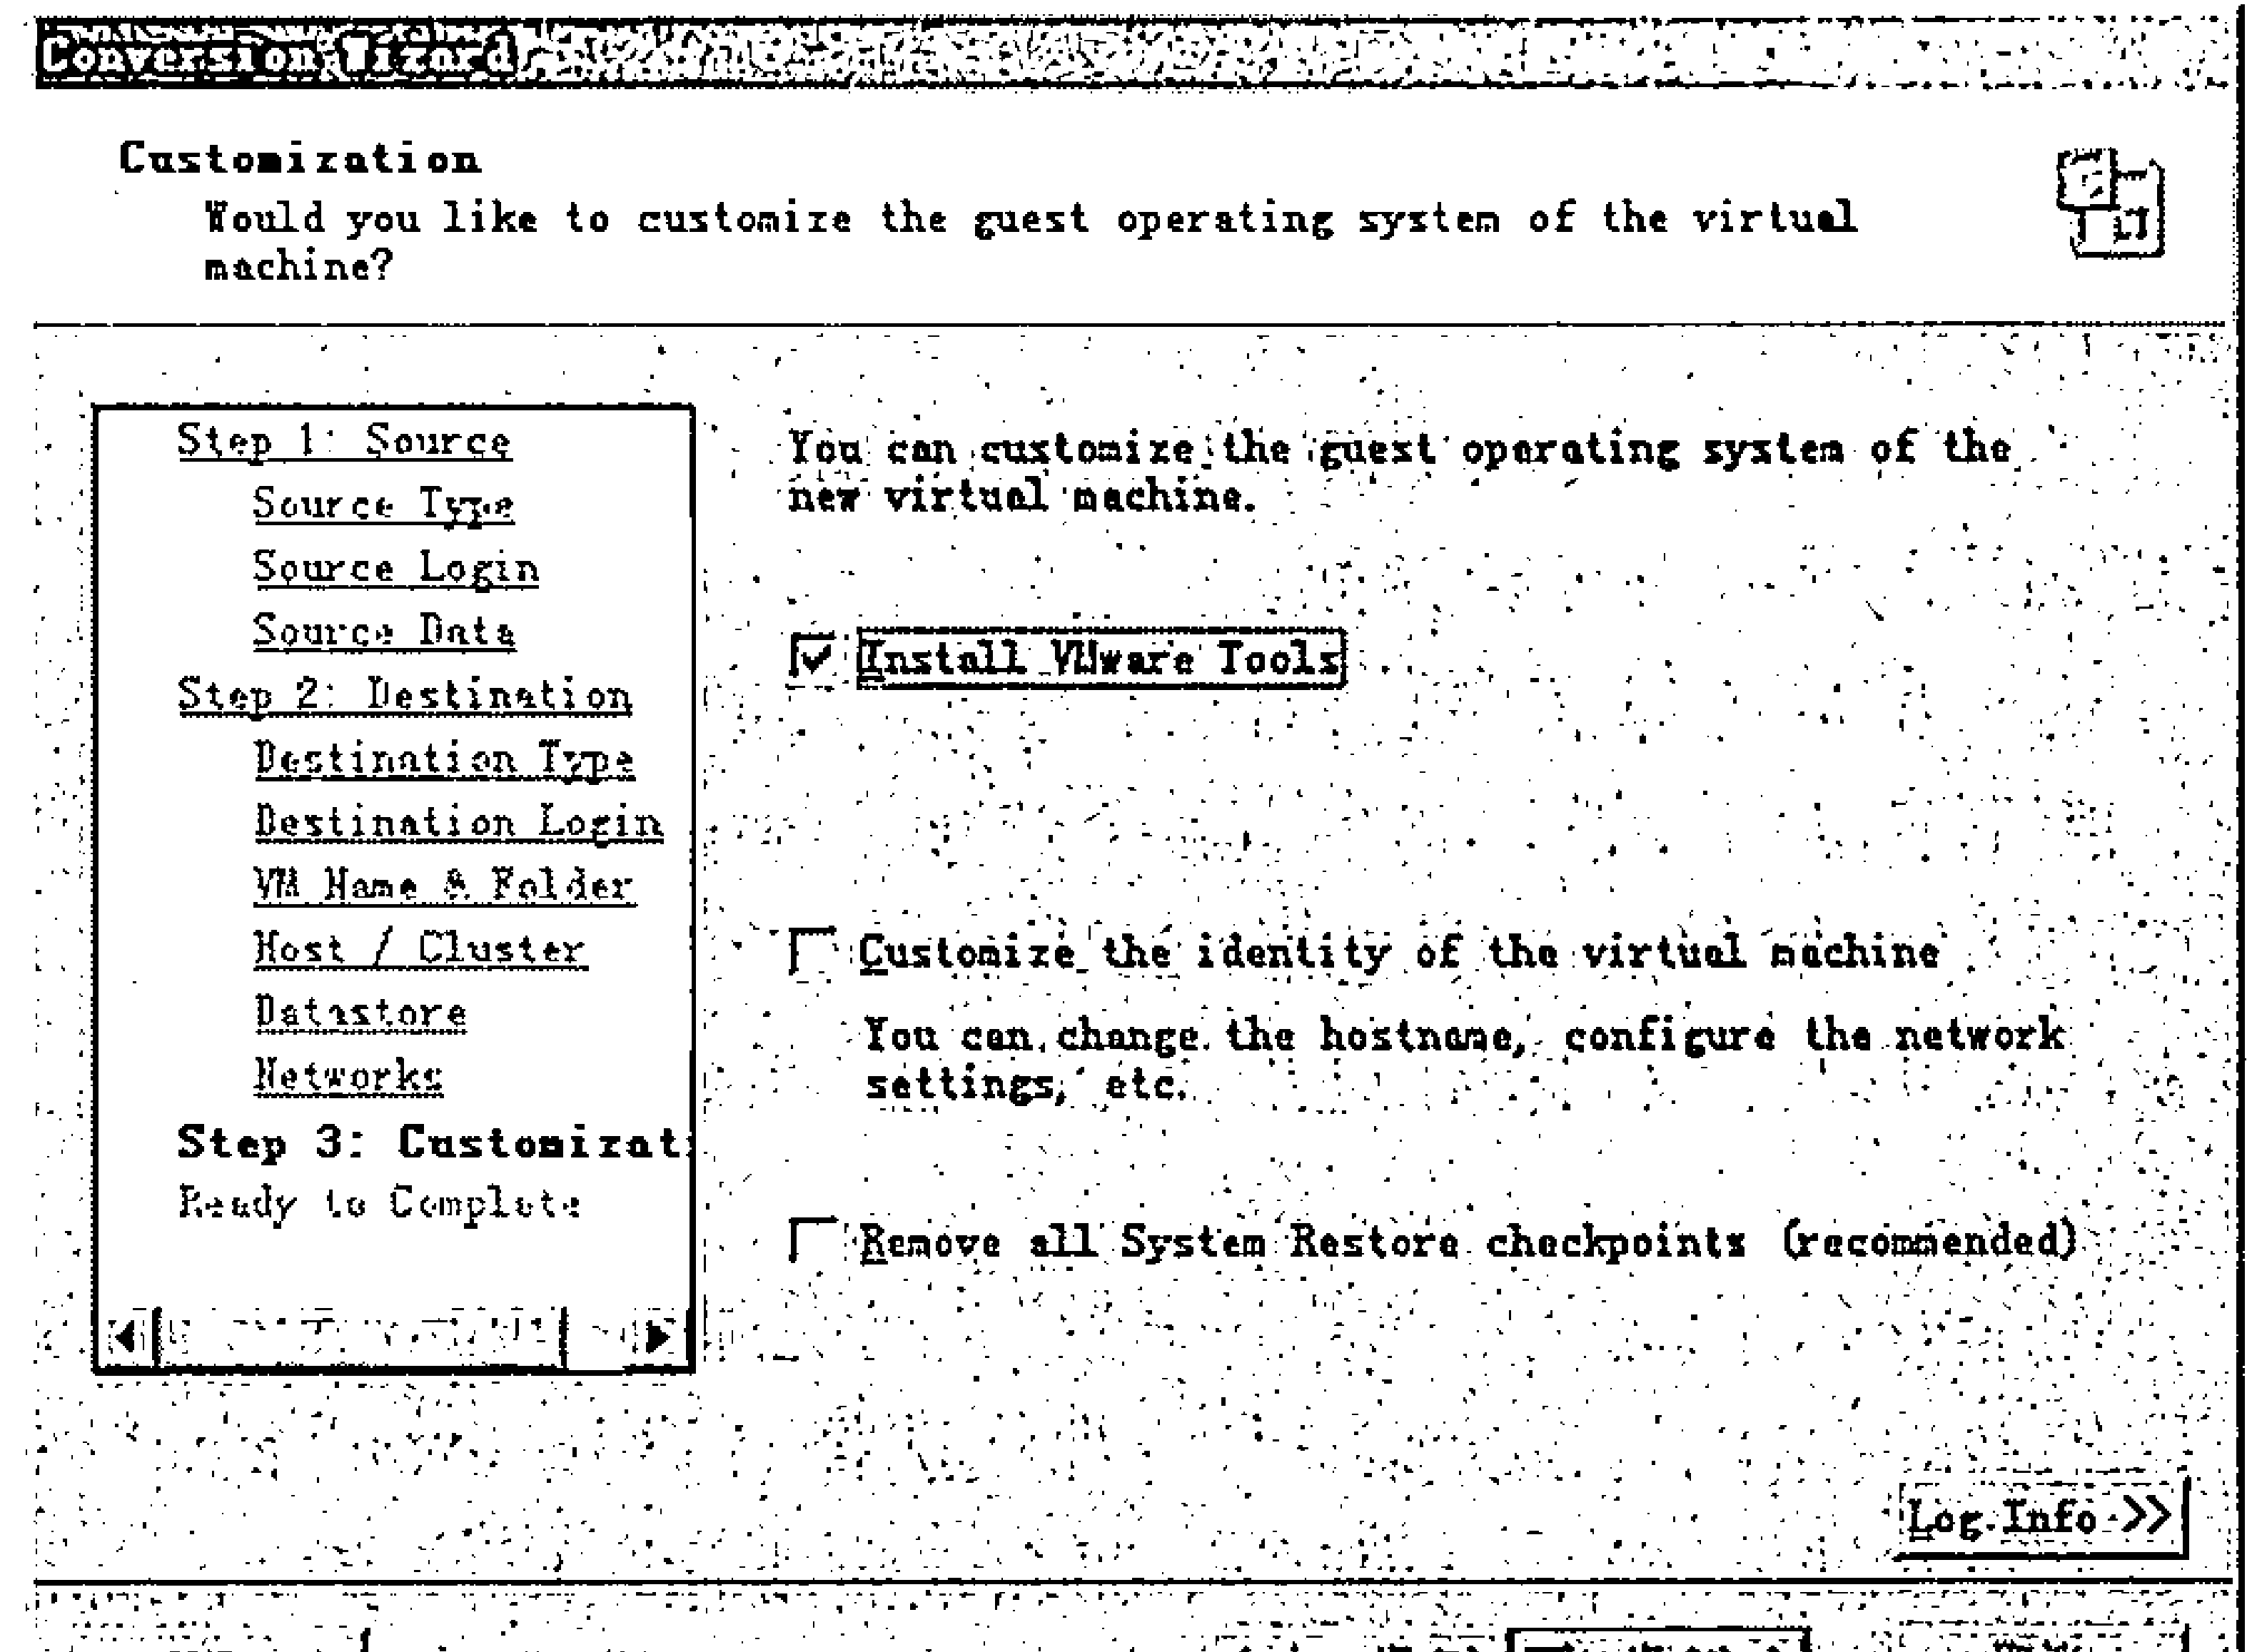 Conversion Wizard
Customization
Would you like to customize the guest operating system of the virtual
machine?
Step 1: Source
Source Type
Source Login
Source Data
Step 2: Destination
Destination Type
Destination Login
VM Name & Folder
Host / Cluster
Datastore
Networks
Step 3: Customizati
Ready to Complete
You can customize the guest operating system of the
new virtual machine.
Install VMware Tools
Customize the identity of the virtual machine
You can change the hostname, configure the network
settings, etc.
Remove all System Restore checkpoints (recommended)
Log Info >>